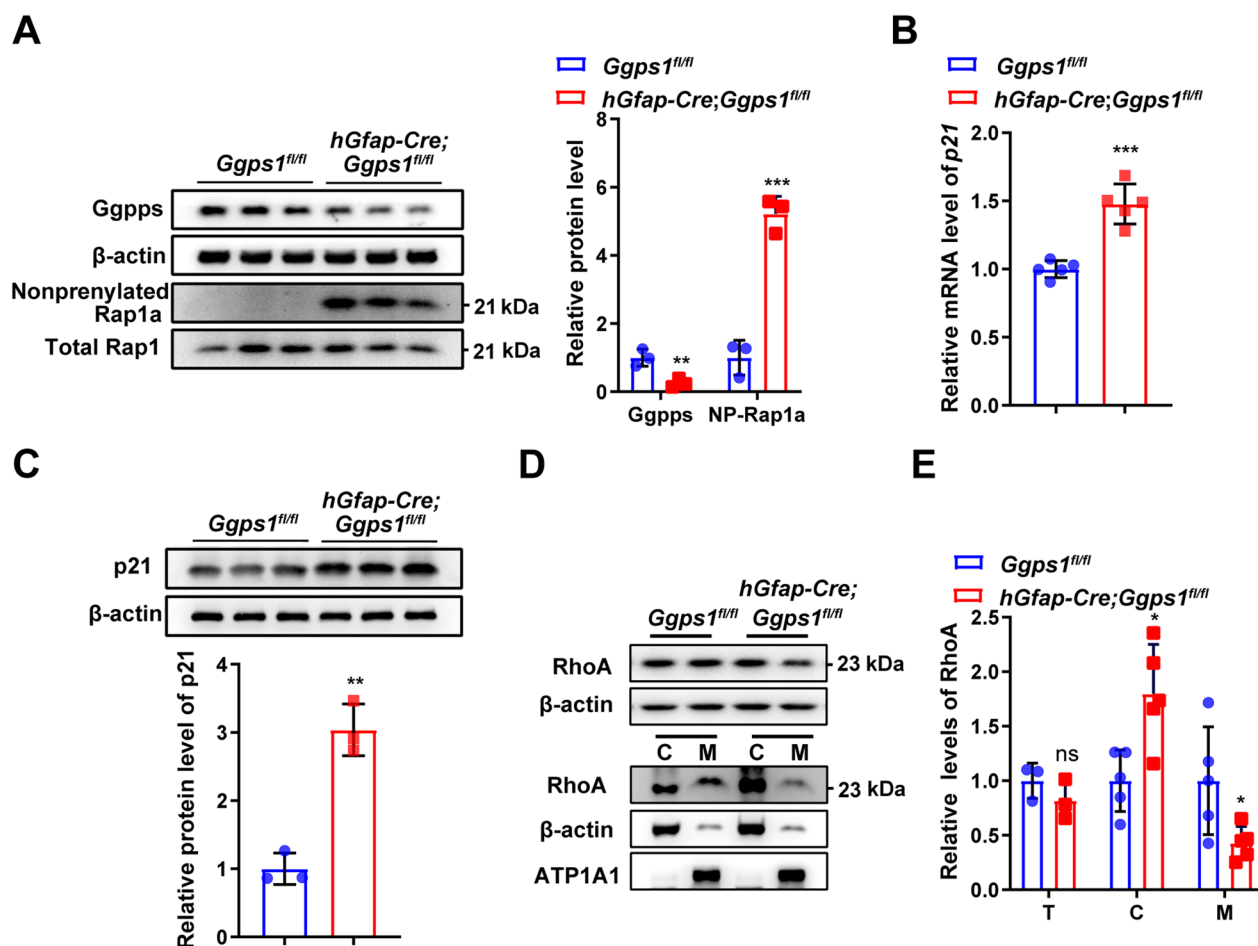 A
Ggps1fl/fl
hGfap-Cre;
Ggps1fl/fl
Ggpps
β-actin
Nonprenylated
Rap1a
21 kDa
Total Rap1
21 kDa
Ggps1fl/fl
hGfap-Cre;Ggps1fl/fl
Relative protein level
8
6
4
2
0
***
**
Ggpps
NP-Rap1a
B
Ggps1fl/fl
hGfap-Cre;Ggps1fl/fl
Relative mRNA level of p21
2.0
1.5
1.0
0.5
0.0
***
C
Ggps1fl/fl
hGfap-Cre;
Ggps1fl/fl
p21
β-actin
Relative protein level of p21
4
3
2
1
0
**
D
Ggps1fl/fl
hGfap-Cre;
Ggps1fl/fl
RhoA
23 kDa
β-actin
C M C M
RhoA
23 kDa
β-actin
ATP1A1
E
Ggps1fl/fl
hGfap-Cre;Ggps1fl/fl
Relative levels of RhoA
2.5
2.0
1.5
1.0
0.5
0.0
ns
*
*
T C M